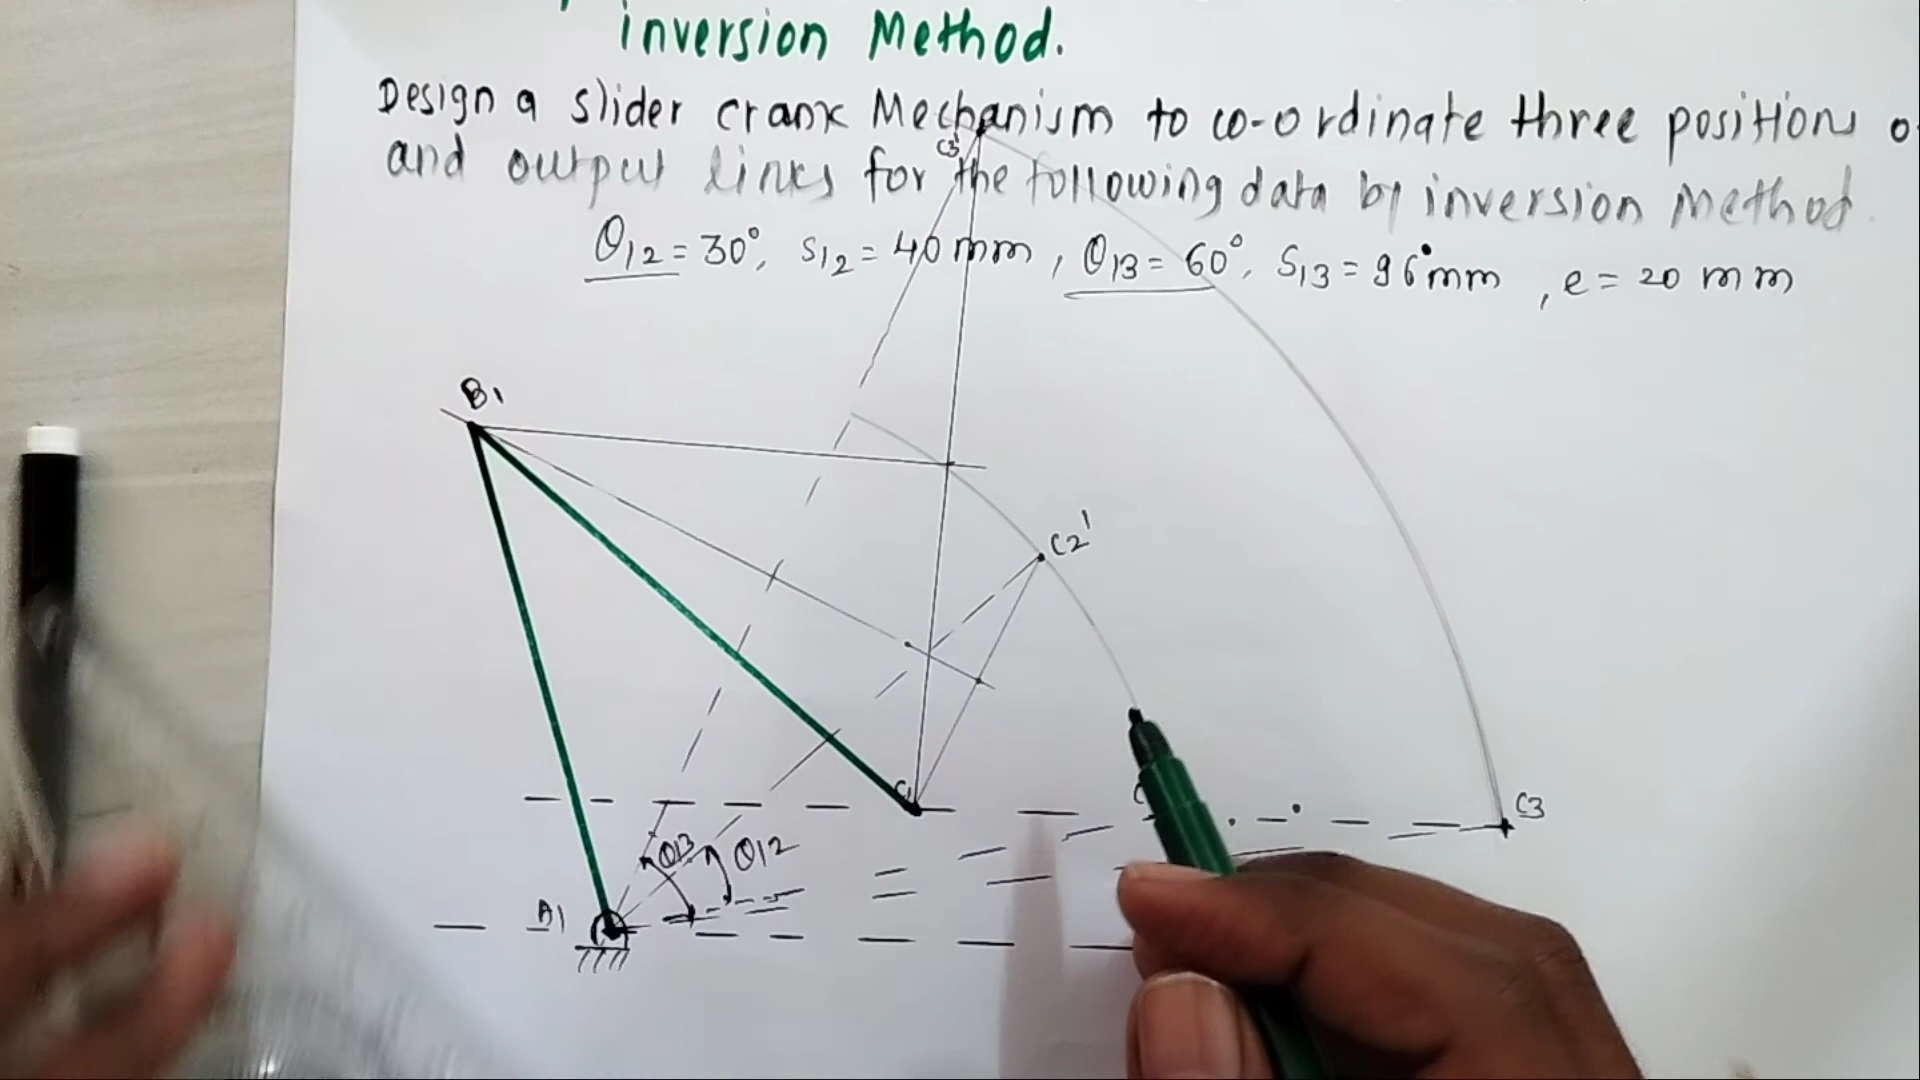 inversion Method.
Design a slider crank Mechanism to co-ordinate three positions
and output links for the following data by inversion Method.
θ12 = 30°, S12 = 40 mm, θ13 = 60°, S13 = 96 mm, e = 20 mm
C3'
B1
C2'
C1
C3
θ13
θ12
A1